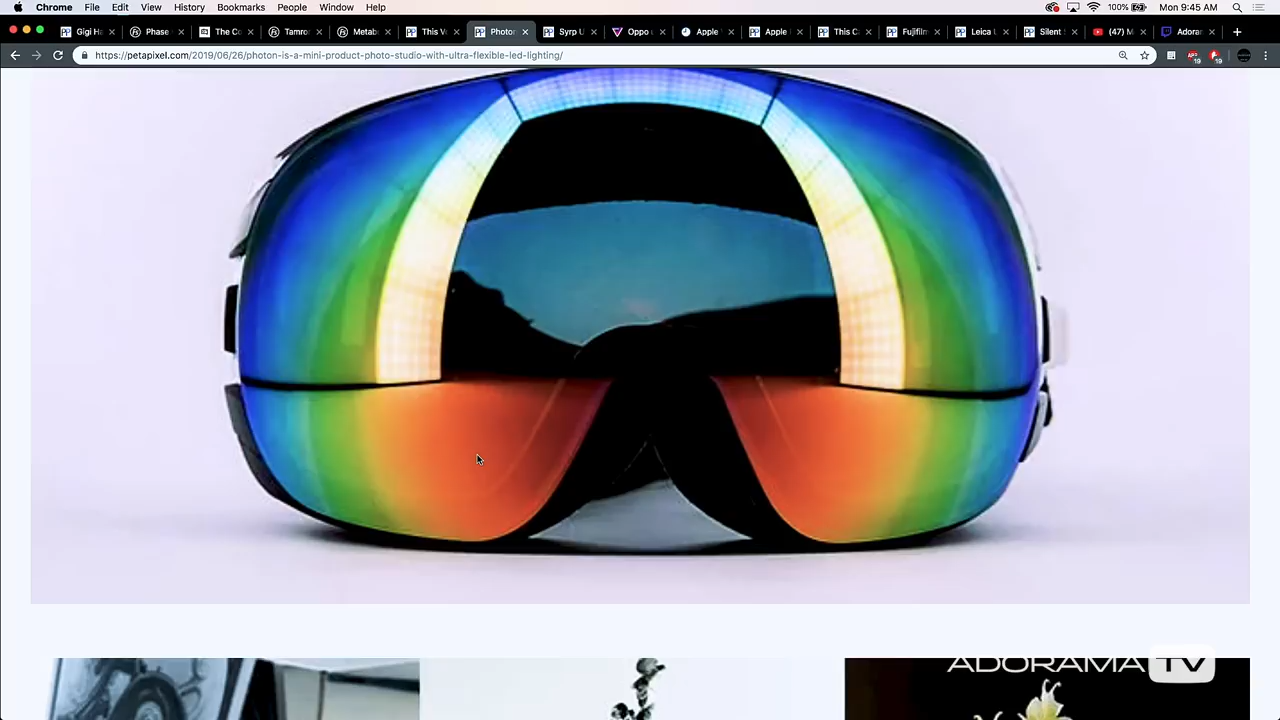 Chrome File Edit View History Bookmarks People Window Help 100% Mon 9:45 AM
Gigi H Phase The C Tamro Metab This V Photon Syrp U Oppo Apple Apple This C Fujifilm Leica Silent (47) M Adora
https://petapixel.com/2019/06/26/photon-is-a-mini-product-photo-studio-with-ultra-flexible-led-lighting/
ADORAMA TV